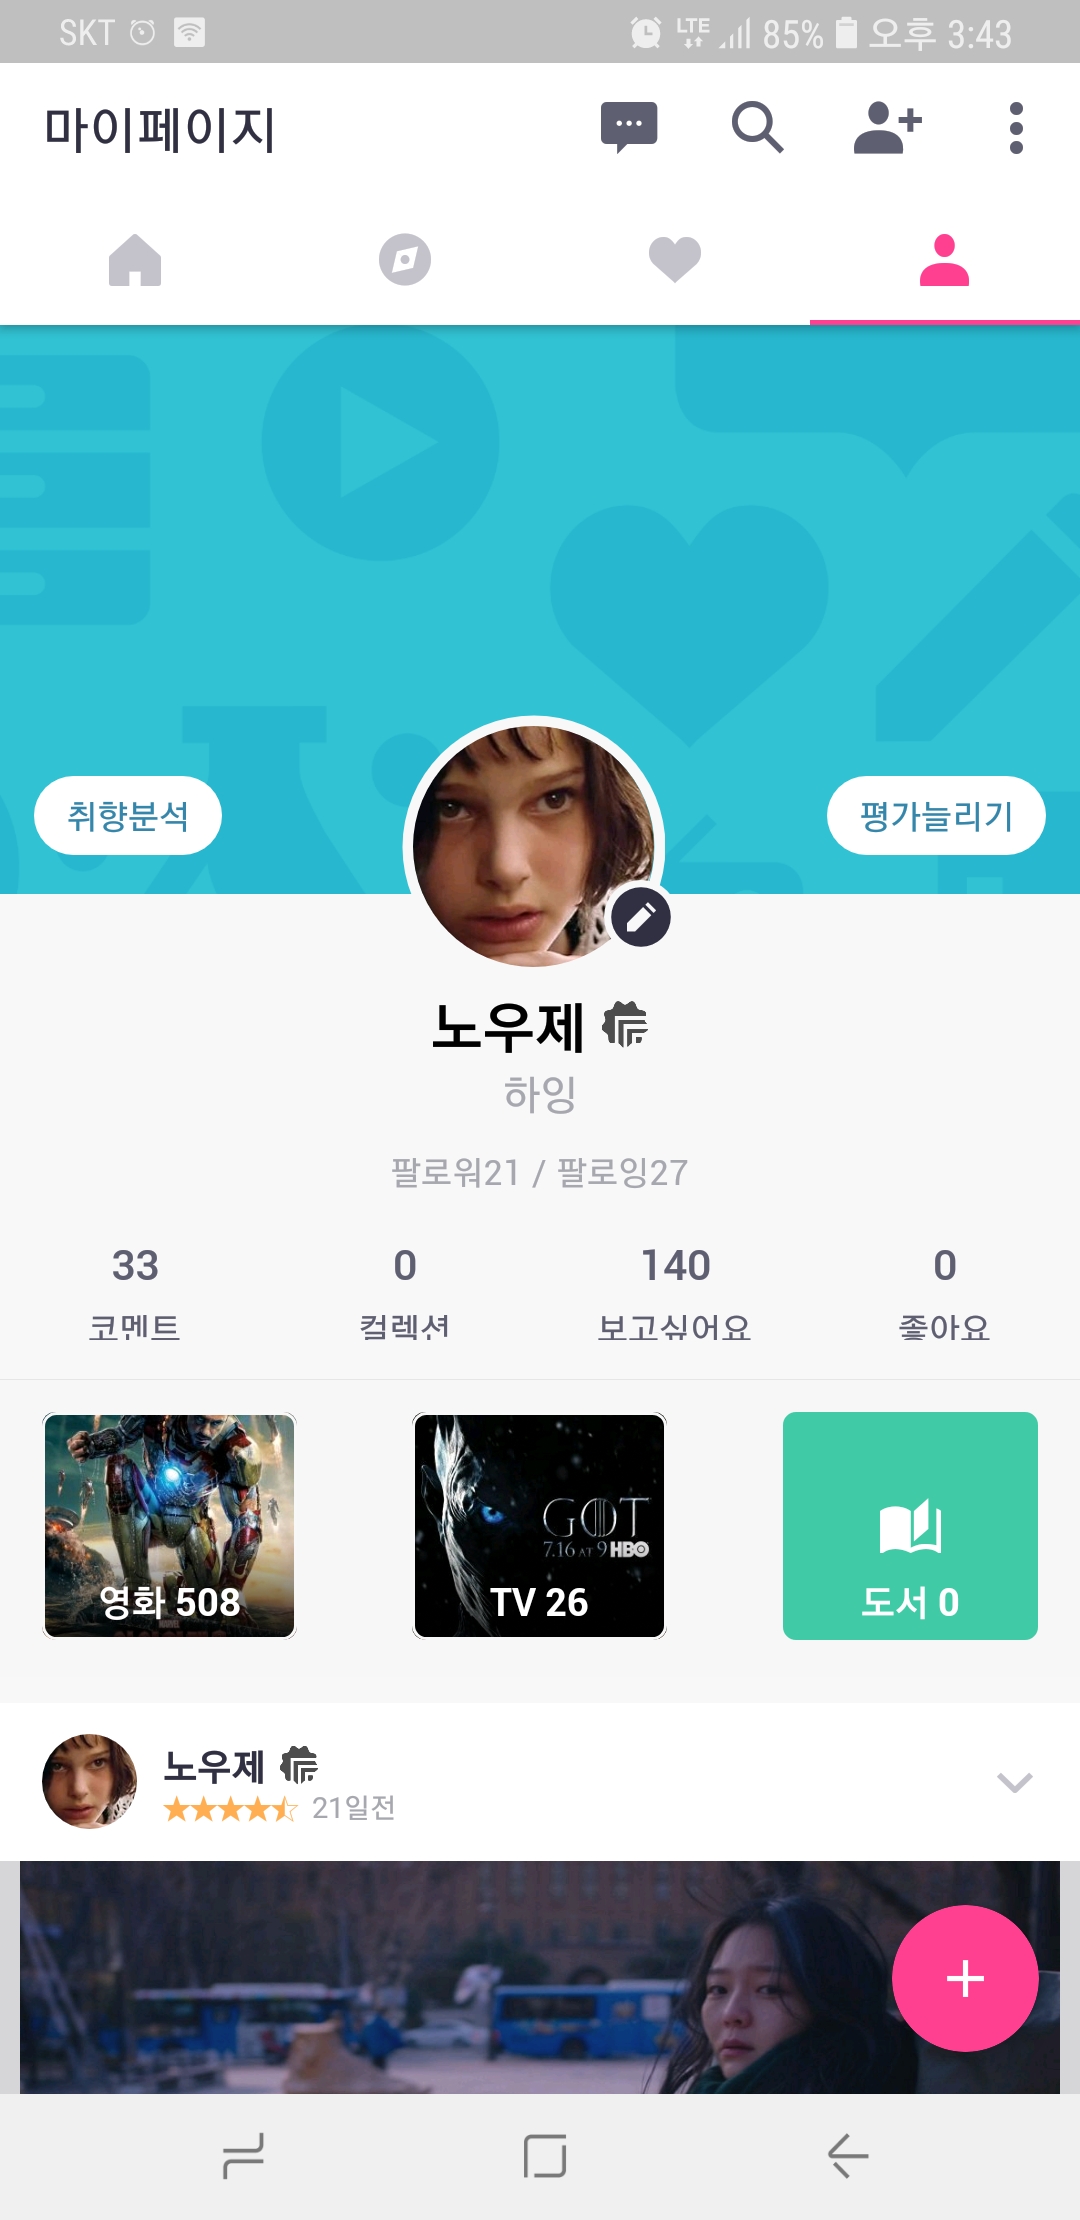 SKT LTE 85% 오후 3:43
마이페이지
취향분석
평가늘리기
노우제
하잉
팔로워21 / 팔로잉27
33 0 140 0
코멘트 컬렉션 보고싶어요 좋아요
GOT
7.16 AT 9 HBO
영화 508 TV 26 도서 0
노우제
21일전